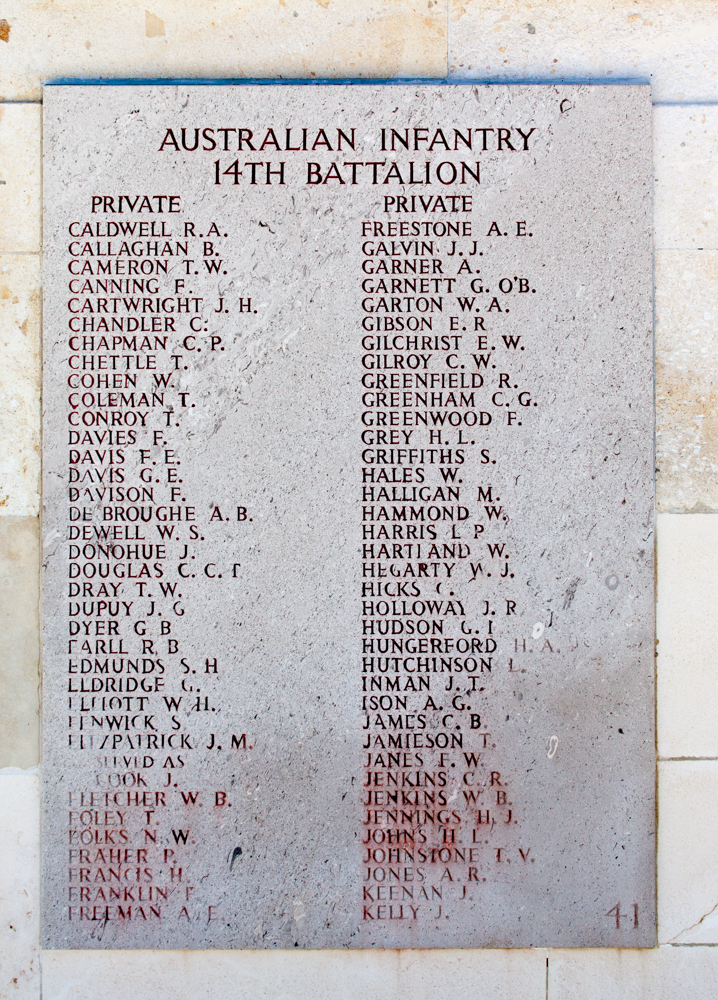 AUSTRALIAN INFANTRY
14TH BATTALION
PRIVATE
CALDWELL R.A.
CALLAGHAN B.
CAMERON T.W.
CANNING F.
CARTWRIGHT J.H.
CHANDLER C.
CHAPMAN C.P.
CHETTLE T.
COHEN W.
COLEMAN T.
CONROY T.
DAVIES F.
DAVIS F.E.
DAVIS G.E.
DAVISON F.
DE BROUGHE A.B.
DEWELL W.S.
DONOHUE J.
DOUGLAS C.C.T
DRAY T.W.
DUPUY J.G
DYER G B
EARLL R.B
EDMUNDS S.H
ELDRIDGE G.
ELLIOTT W.H.
FENWICK S.
FITZPATRICK J.M.
SERVED AS
COOK J.
FLETCHER W.B.
FOLEY T.
FOLKS N.W.
FRAHER P.
FRANCIS H.
FRANKLIN F
FREEMAN A.E.
PRIVATE
FREESTONE A.E.
GALVIN J.J.
GARNER A.
GARNETT G.O'B.
GARTON W.A.
GIBSON E.R
GILCHRIST E.W.
GILROY C.W.
GREENFIELD R.
GREENHAM C.G.
GREENWOOD F.
GREY H.L.
GRIFFITHS S.
HALES W.
HALLIGAN M.
HAMMOND W.
HARRIS L P
HARTLAND W.
HEGARTY W.J.
HICKS C.
HOLLOWAY J.R
HUDSON G.I
HUNGERFORD H.A.
HUTCHINSON L.
INMAN J.T.
ISON A.G.
JAMES C.B.
JAMIESON T.
JANES F.W.
JENKINS C.R.
JENKINS W.B.
JENNINGS H.J.
JOHNS H.L.
JOHNSTONE T.V.
JONES A.R.
KEENAN J.
KELLY J.
41